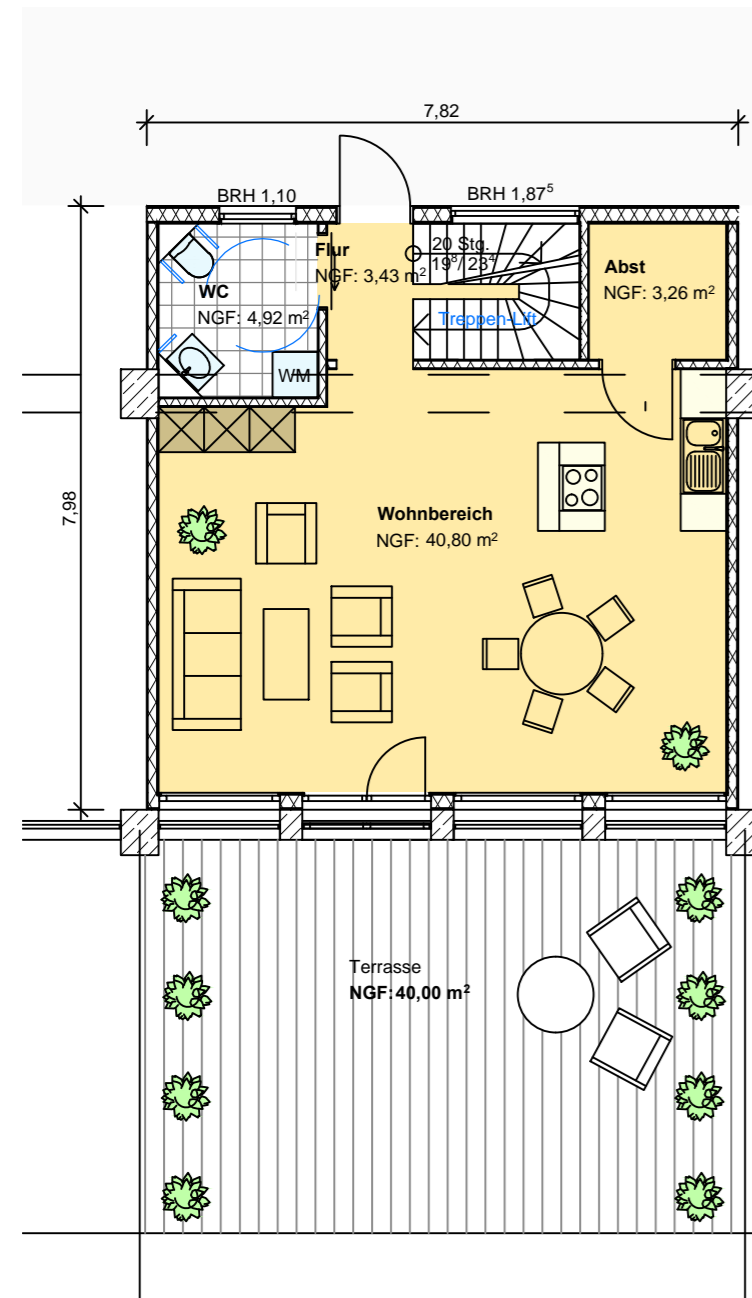 7,82
BRH 1,10
BRH 1,87⁵
Flur
NGF: 3,43 m²
20 Stg.
19⁸/ 23⁴
Abst
NGF: 3,26 m²
WC
NGF: 4,92 m²
Treppen-Lift
WM
7,98
Wohnbereich
NGF: 40,80 m²
Terrasse
NGF: 40,00 m²